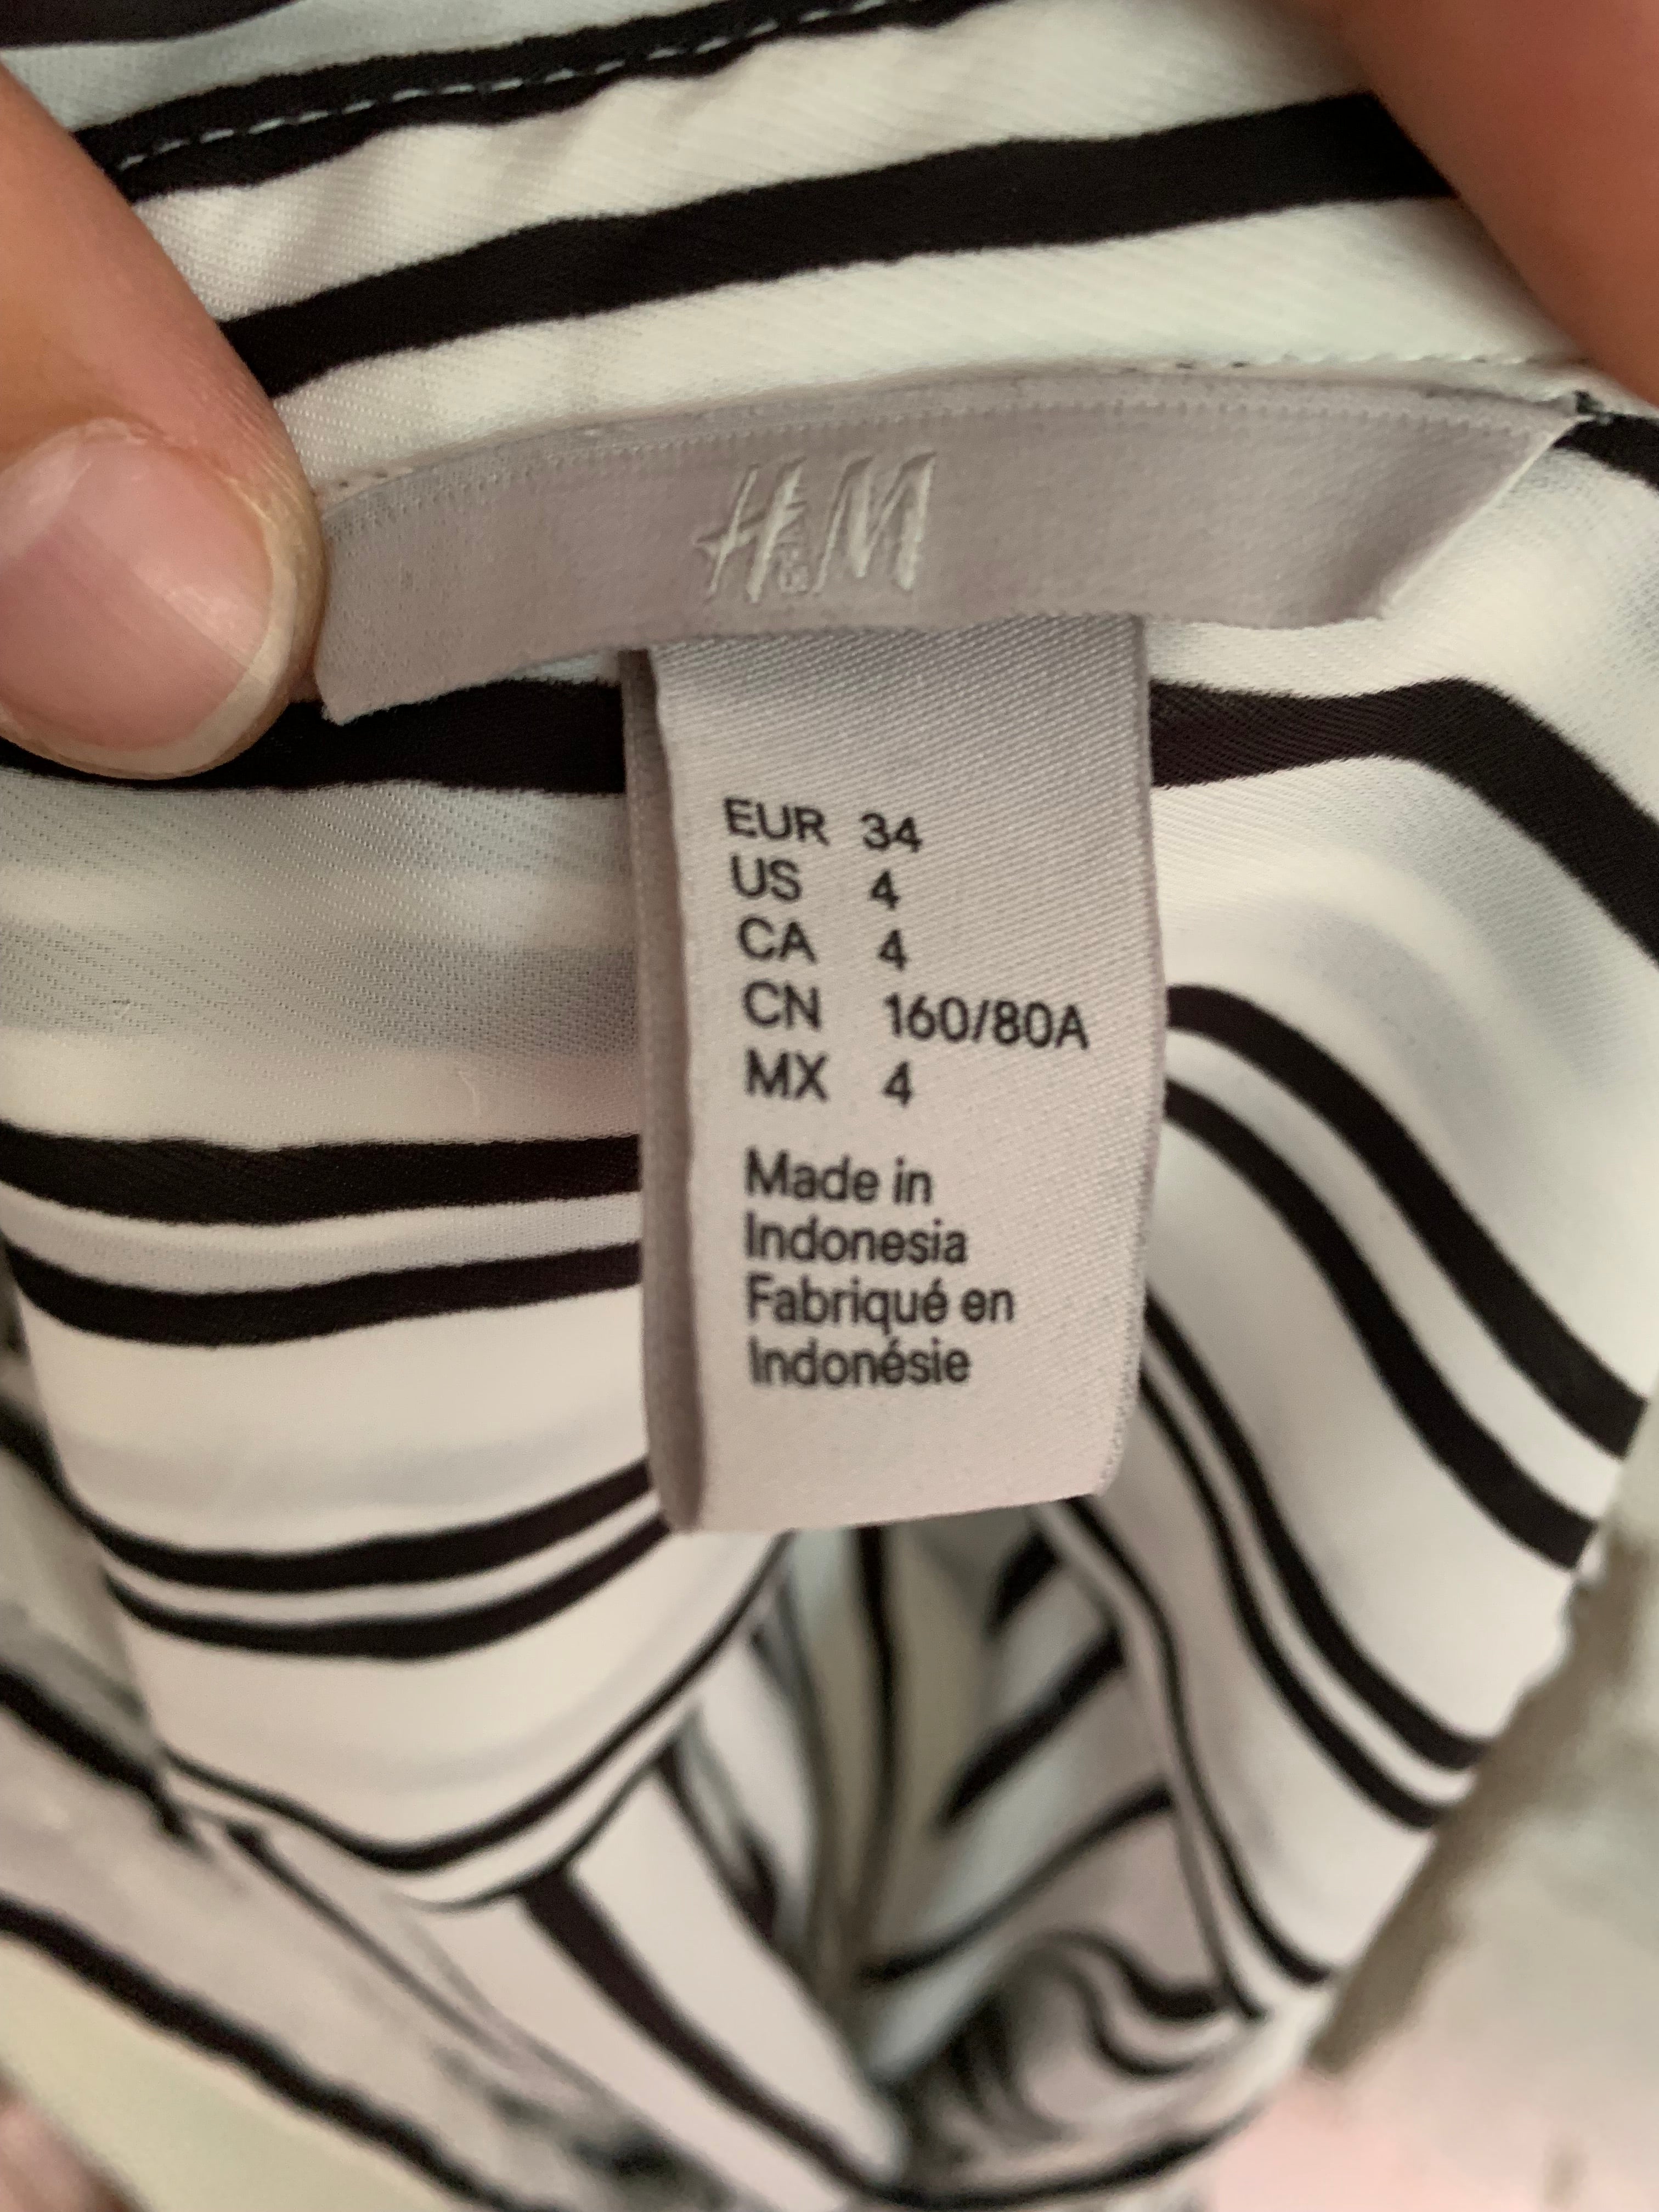 H&M
EUR 34
US 4
CA 4
CN 160/80A
MX 4
Made in
Indonesia
Fabriqué en
Indonésie